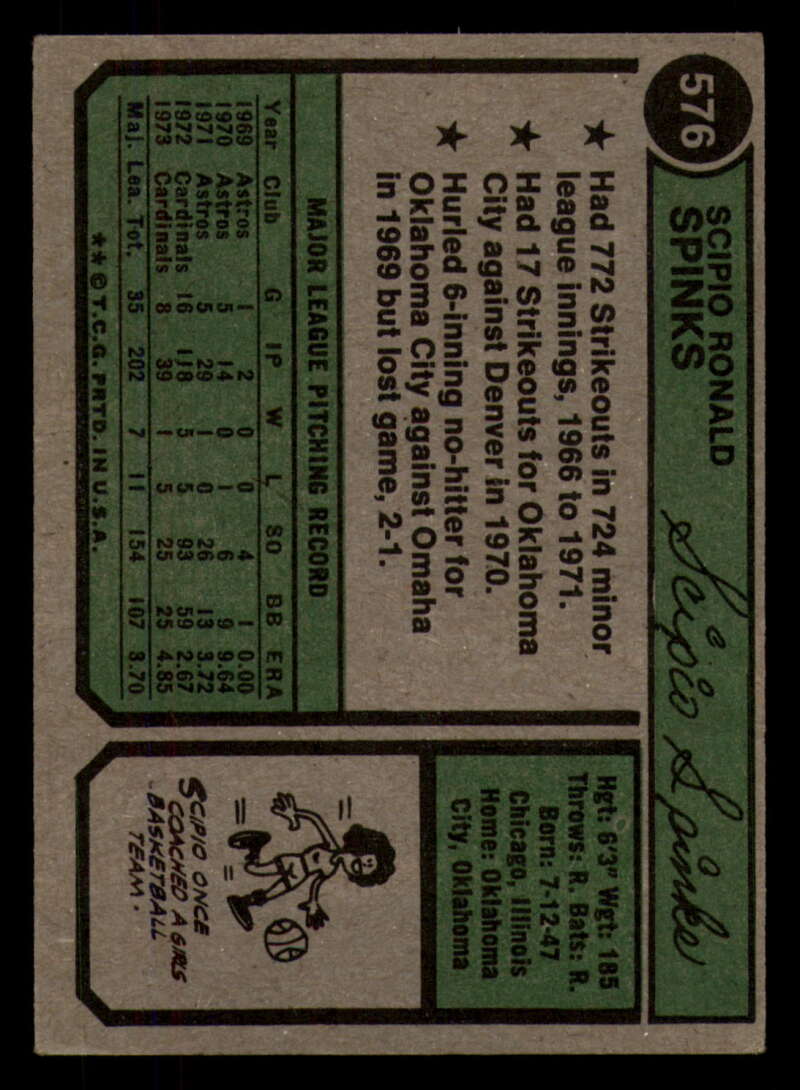 576
SCIPIO RONALD
SPINKS
Scipio Spinks
★ Had 772 Strikeouts in 724 minor
league innings, 1966 to 1971.
★ Had 17 Strikeouts for Oklahoma
City against Denver in 1970.
★ Hurled 6-inning no-hitter for
Oklahoma City against Omaha
in 1969 but lost game, 2-1.
MAJOR LEAGUE PITCHING RECORD
Year Club G IP W L SO BB ERA
1969 Astros 1 2 0 0 4 1 0.00
1970 Astros 5 14 0 1 6 9 9.64
1971 Astros 5 29 1 0 26 13 3.72
1972 Cardinals 16 118 5 5 93 59 2.67
1973 Cardinals 8 39 1 5 25 25 4.85
Maj. Lea. Tot. 35 202 7 11 154 107 3.70
**©T.C.G. PRTD. IN U.S.A.
Hgt: 6'3" Wgt: 185
Throws: R. Bats: R.
Born: 7-12-47
Chicago, Illinois
Home: Oklahoma
City, Oklahoma
SCIPIO ONCE
COACHED A GIRLS
BASKETBALL
TEAM.